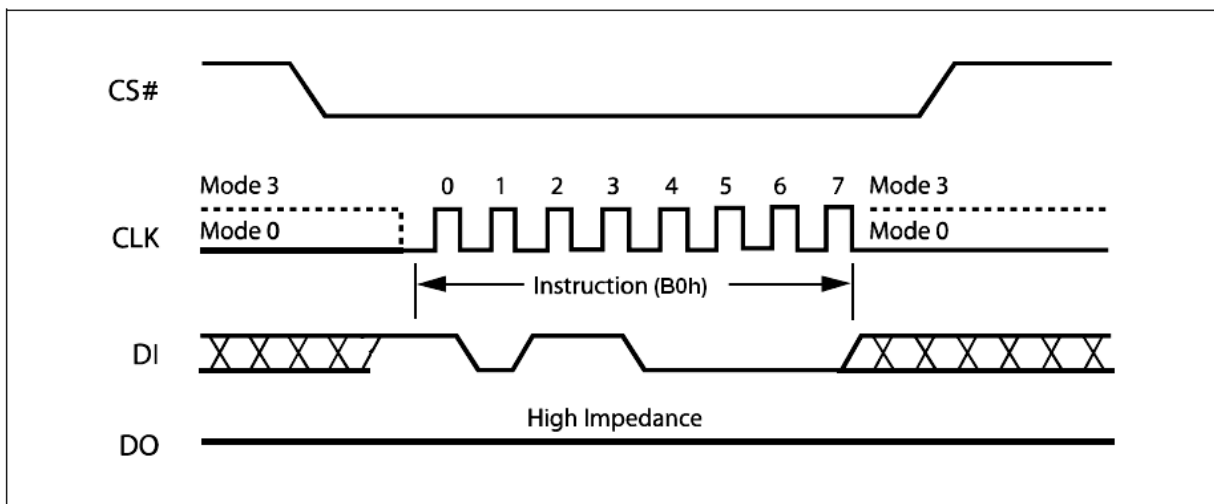 CS#
Mode 3 0 1 2 3 4 5 6 7 Mode 3
CLK Mode 0 Mode 0
Instruction (B0h)
DI
High Impedance
DO